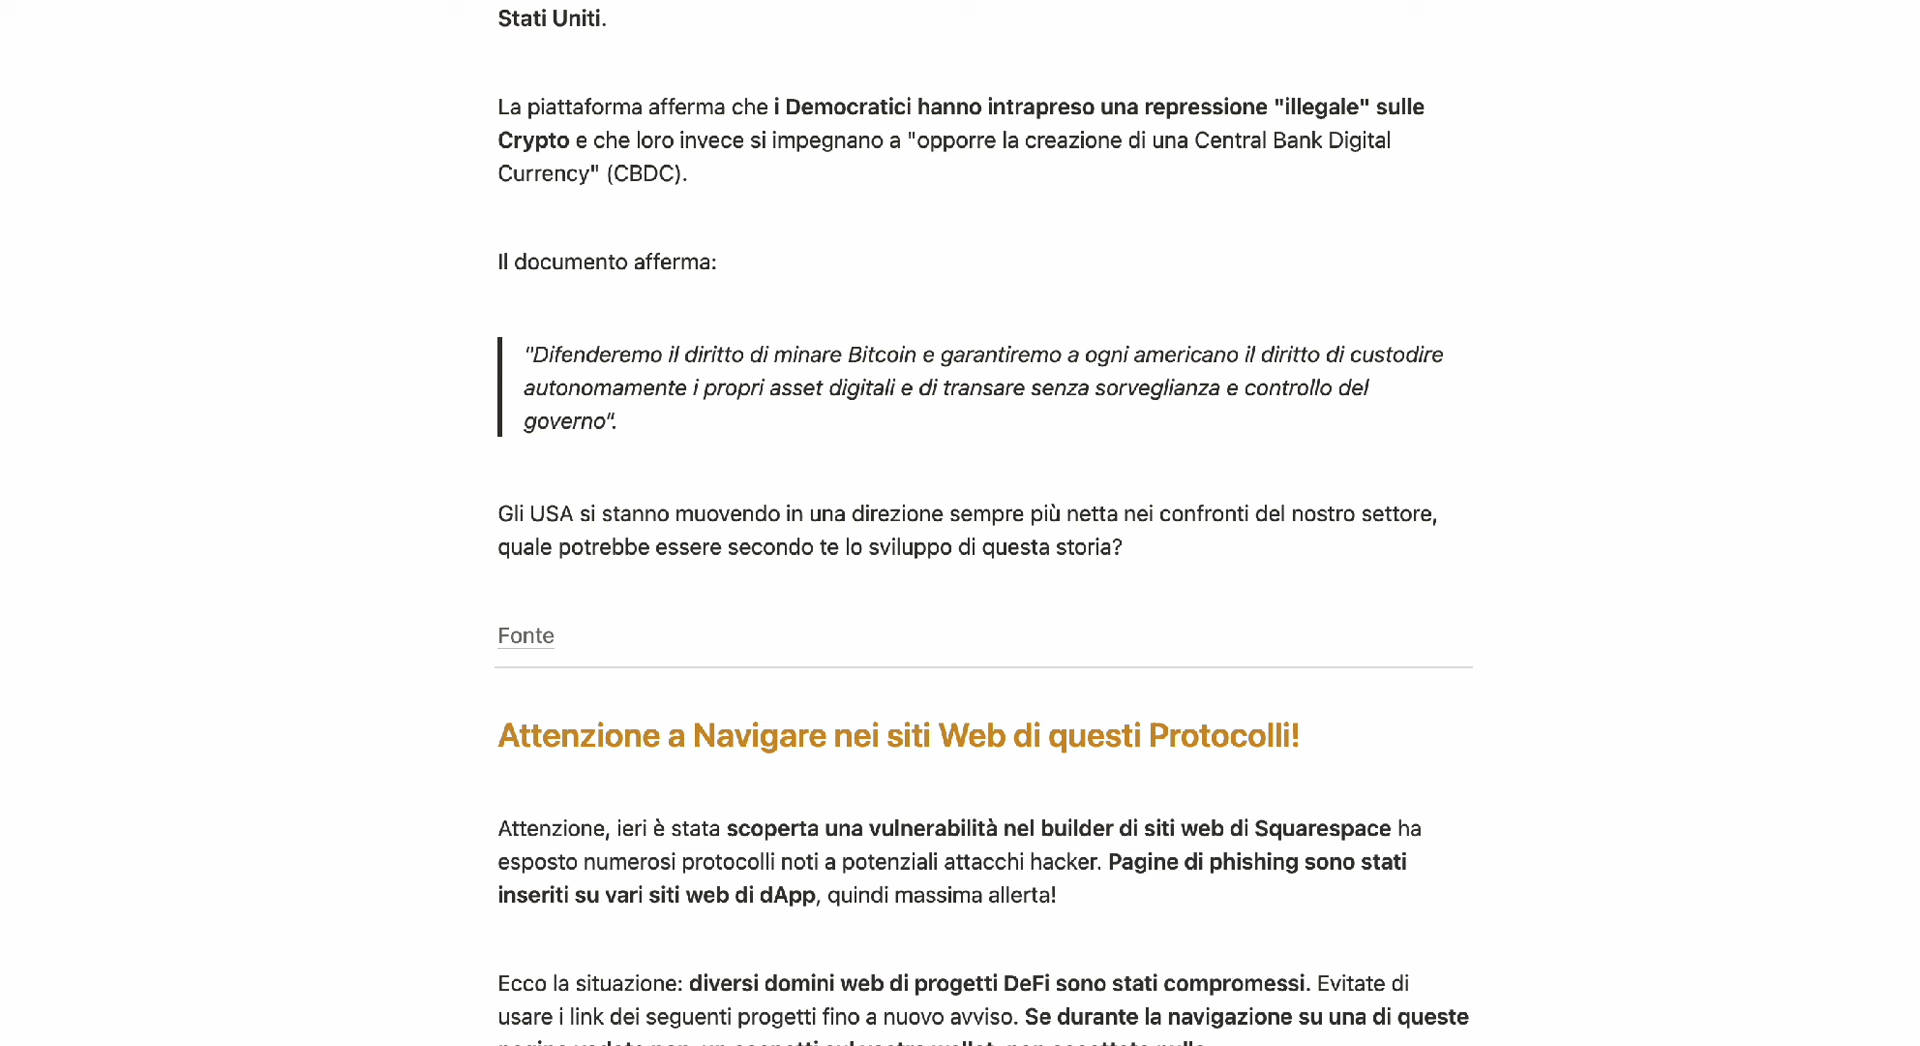 Stati Uniti.
La piattaforma afferma che i Democratici hanno intrapreso una repressione "illegale" sulle
Crypto e che loro invece si impegnano a "opporre la creazione di una Central Bank Digital
Currency" (CBDC).
Il documento afferma:
"Difenderemo il diritto di minare Bitcoin e garantiremo a ogni americano il diritto di custodire
autonomamente i propri asset digitali e di transare senza sorveglianza e controllo del
governo“.
Gli USA si stanno muovendo in una direzione sempre più netta nei confronti del nostro settore,
quale potrebbe essere secondo te lo sviluppo di questa storia?
Fonte
Attenzione a Navigare nei siti Web di questi Protocolli!
Attenzione, ieri è stata scoperta una vulnerabilità nel builder di siti web di Squarespace ha
esposto numerosi protocolli noti a potenziali attacchi hacker. Pagine di phishing sono stati
inseriti su vari siti web di dApp, quindi massima allerta!
Ecco la situazione: diversi domini web di progetti DeFi sono stati compromessi. Evitate di
usare i link dei seguenti progetti fino a nuovo avviso. Se durante la navigazione su una di queste